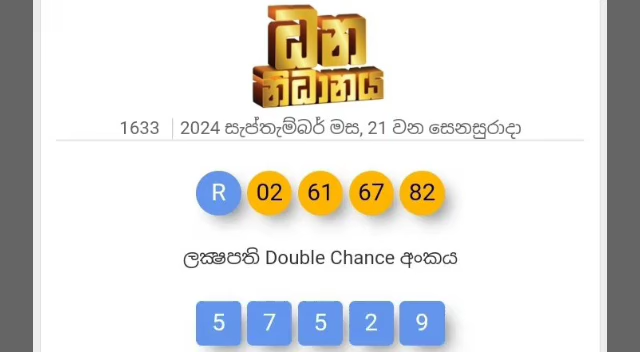 ධන
නිධානය
1633 2024 සැප්තැම්බර් මස, 21 වන සෙනසුරාදා
R 02 61 67 82
ලක්‍ෂපති Double Chance අංකය
5 7 5 2 9